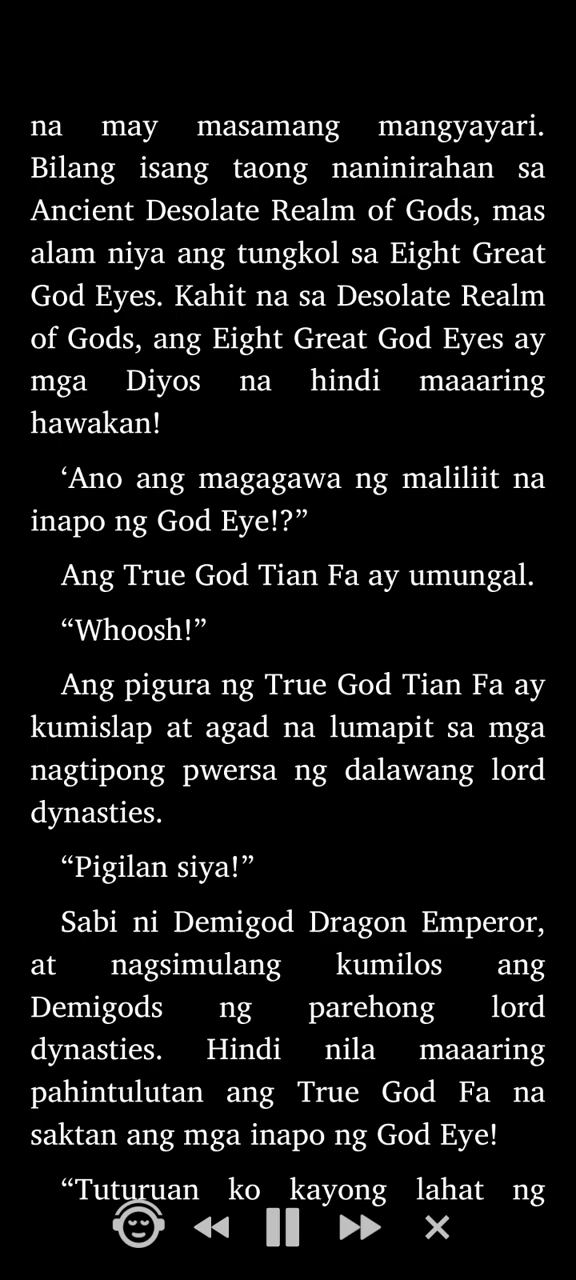 na may masamang mangyayari.
Bilang isang taong naninirahan sa
Ancient Desolate Realm of Gods, mas
alam niya ang tungkol sa Eight Great
God Eyes. Kahit na sa Desolate Realm
of Gods, ang Eight Great God Eyes ay
mga Diyos na hindi maaaring
hawakan!
‘Ano ang magagawa ng maliliit na
inapo ng God Eye!?”
Ang True God Tian Fa ay umungal.
“Whoosh!”
Ang pigura ng True God Tian Fa ay
kumislap at agad na lumapit sa mga
nagtipong pwersa ng dalawang lord
dynasties.
“Pigilan siya!”
Sabi ni Demigod Dragon Emperor,
at nagsimulang kumilos ang
Demigods ng parehong lord
dynasties. Hindi nila maaaring
pahintulutan ang True God Fa na
saktan ang mga inapo ng God Eye!
“Tuturuan ko kayong lahat ng